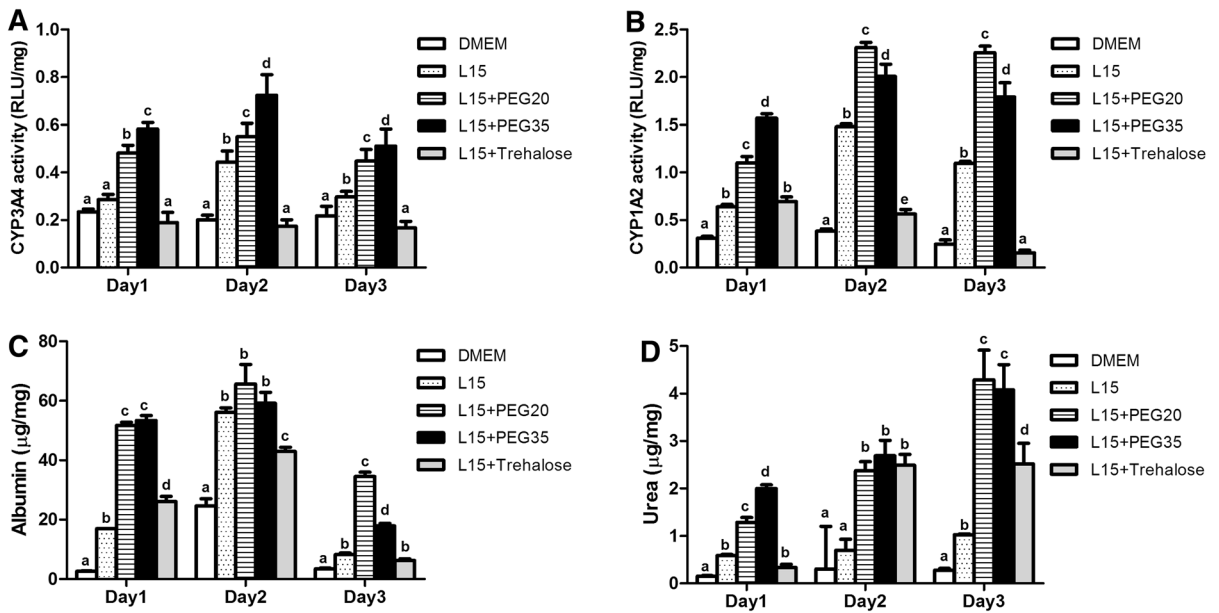 A
CYP3A4 activity (RLU/mg)
1.0
0.8
0.6
0.4
0.2
0.0
a a b c a
a b c d a
a b c d a
Day1 Day2 Day3
DMEM
L15
L15+PEG20
L15+PEG35
L15+Trehalose
B
CYP1A2 activity (RLU/mg)
2.5
2.0
1.5
1.0
0.5
0.0
a b c d b
a b c d e
a b c d a
Day1 Day2 Day3
DMEM
L15
L15+PEG20
L15+PEG35
L15+Trehalose
C
Albumin (μg/mg)
80
60
40
20
0
a b c c d
a b b b c
a b c d b
Day1 Day2 Day3
DMEM
L15
L15+PEG20
L15+PEG35
L15+Trehalose
D
Urea (μg/mg)
5
4
3
2
1
0
a b c d b
a a b b b
a b c c d
Day1 Day2 Day3
DMEM
L15
L15+PEG20
L15+PEG35
L15+Trehalose